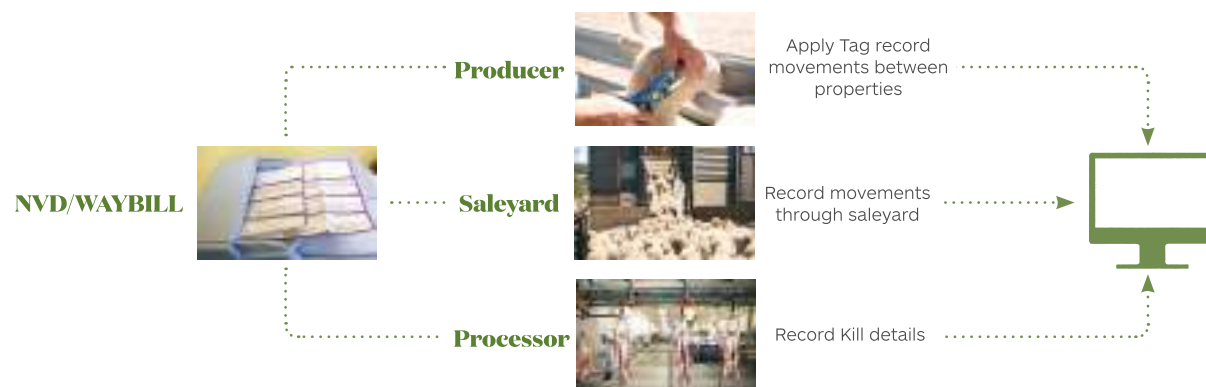 Producer
Apply Tag record
movements between
properties
NVD/WAYBILL
Saleyard
Record movements
through saleyard
Processor
Record Kill details